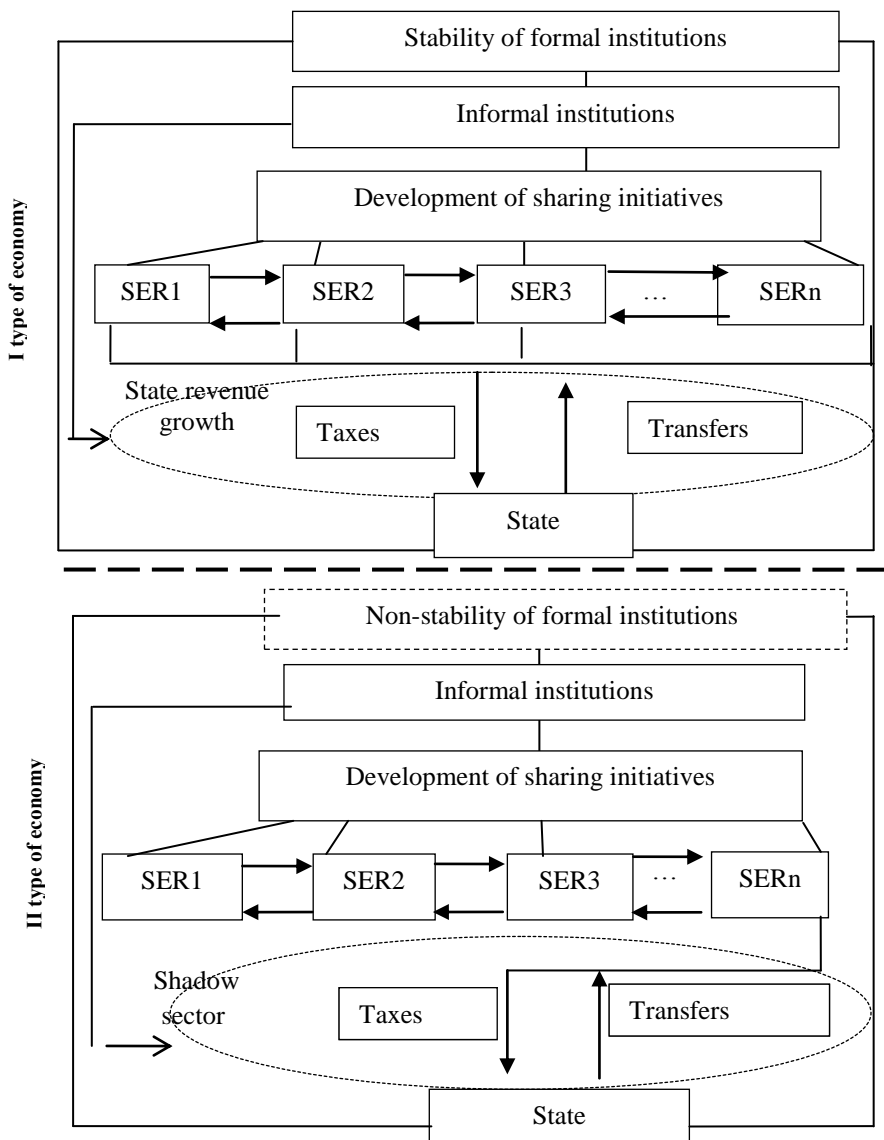 Stability of formal institutions
Informal institutions
Development of sharing initiatives
I type of economy
SER1
SER2
SER3
...
SERn
State revenue
growth
Taxes
Transfers
State
Non-stability of formal institutions
Informal institutions
Development of sharing initiatives
II type of economy
SER1
SER2
SER3
...
SERn
Shadow
sector
Taxes
Transfers
State